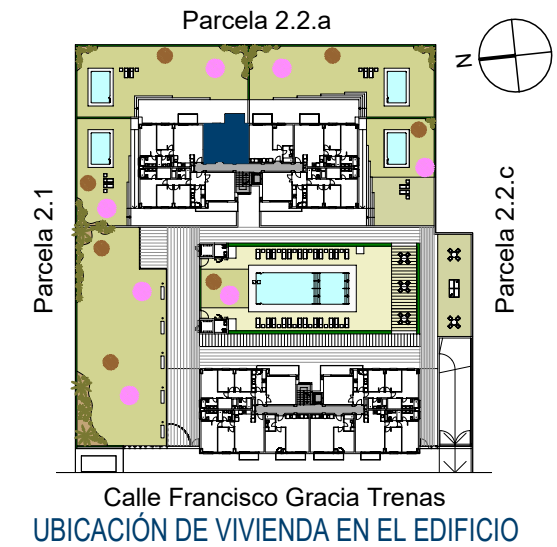 Parcela 2.2.a
N
Parcela 2.1
Parcela 2.2.c
Calle Francisco Gracia Trenas
UBICACIÓN DE VIVIENDA EN EL EDIFICIO